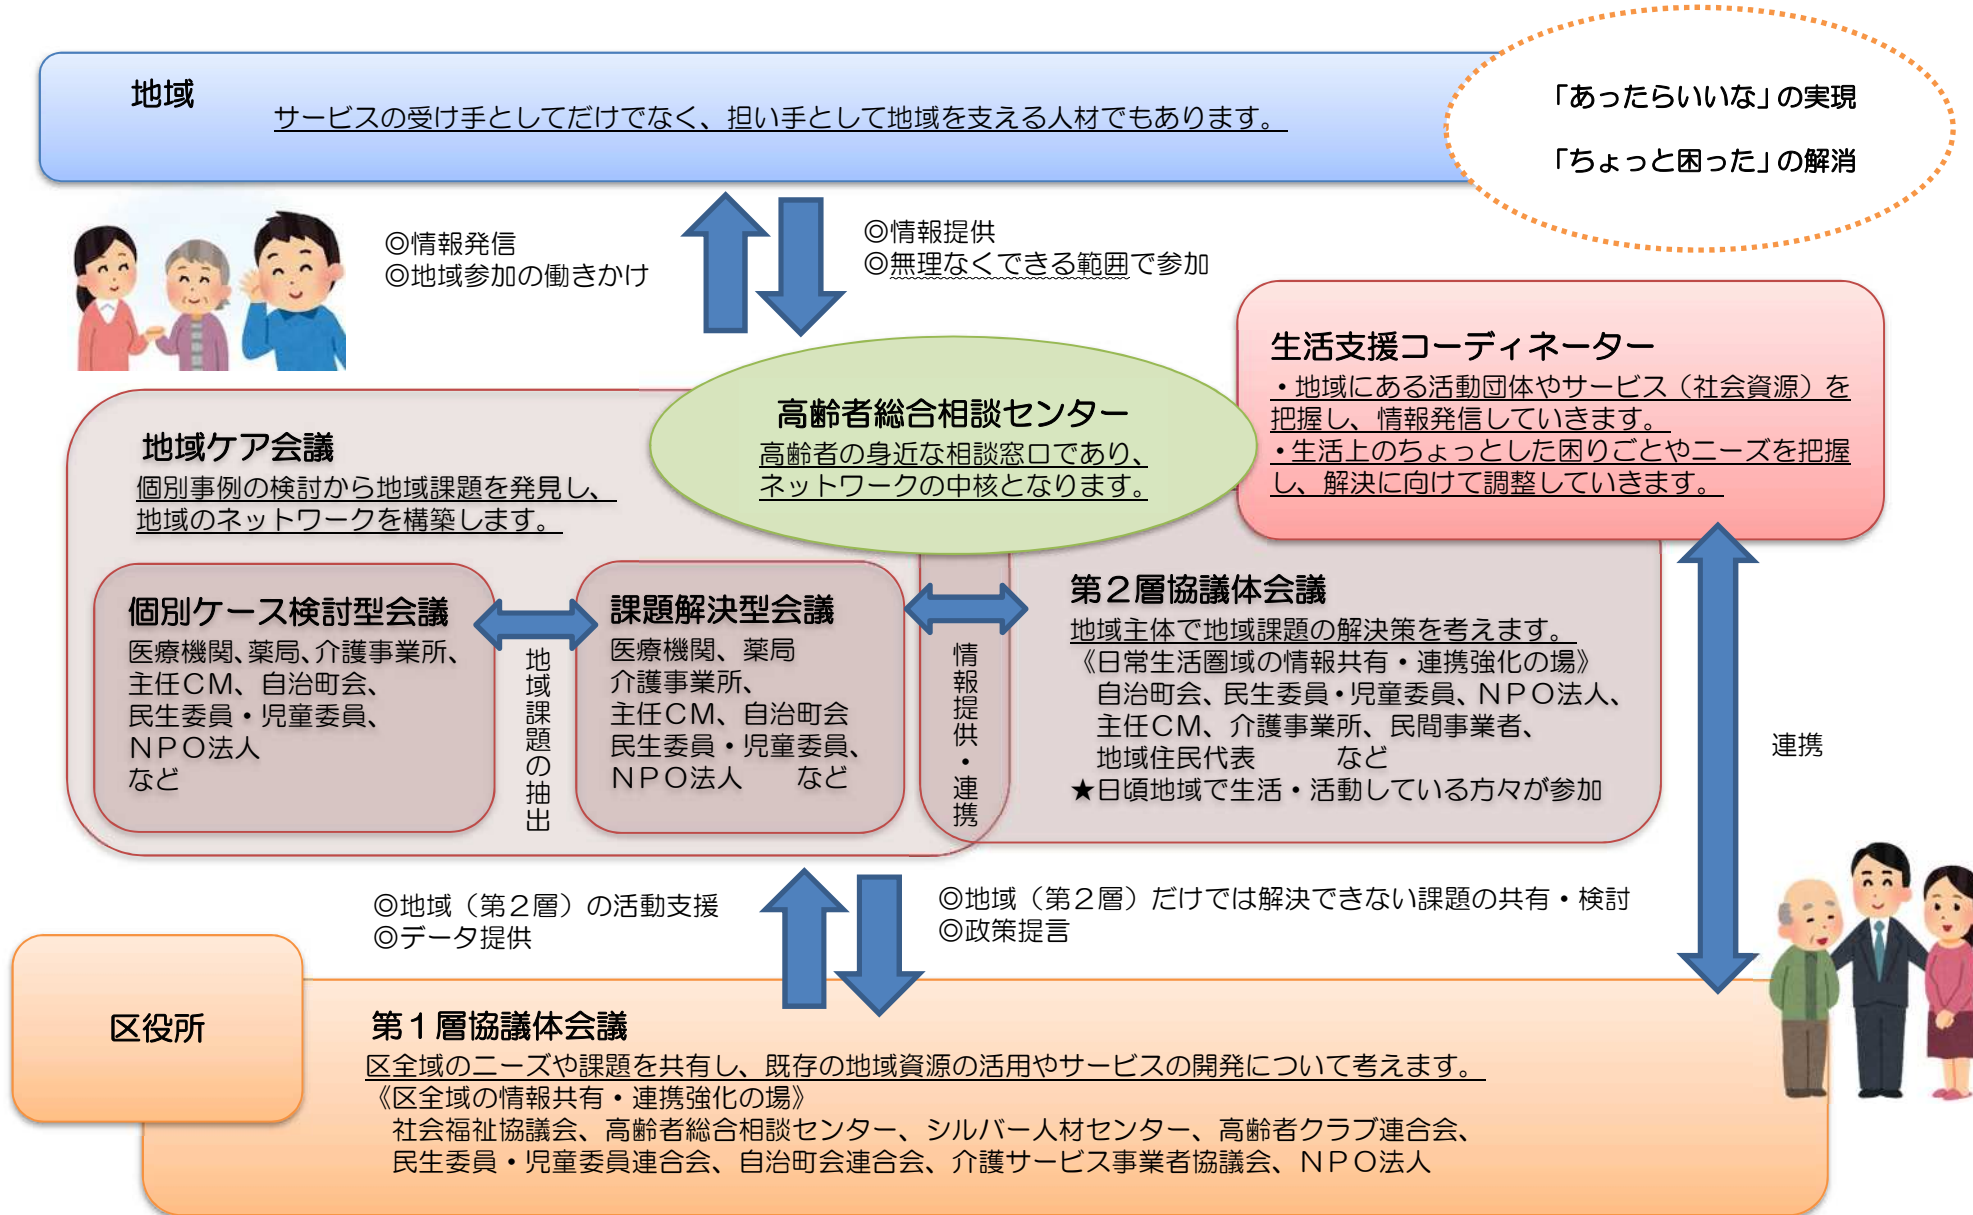 地域
サービスの受け手としてだけでなく、担い手として地域を支える人材でもあります。
「あったらいいな」の実現
「ちょっと困った」の解消
◎情報発信
◎地域参加の働きかけ
◎情報提供
◎無理なくできる範囲で参加
生活支援コーディネーター
・地域にある活動団体やサービス（社会資源）を
把握し、情報発信していきます。
・生活上のちょっとした困りごとやニーズを把握
し、解決に向けて調整していきます。
高齢者総合相談センター
高齢者の身近な相談窓口であり、
ネットワークの中核となります。
地域ケア会議
個別事例の検討から地域課題を発見し、
地域のネットワークを構築します。
個別ケース検討型会議
医療機関、薬局、介護事業所、
主任ＣＭ、自治町会、
民生委員・児童委員、
ＮＰＯ法人
など
地域課題の抽出
課題解決型会議
医療機関、薬局
介護事業所、
主任ＣＭ、自治町会
民生委員・児童委員、
ＮＰＯ法人　　など
情報提供・連携
第２層協議体会議
地域主体で地域課題の解決策を考えます。
《日常生活圏域の情報共有・連携強化の場》
自治町会、民生委員・児童委員、ＮＰＯ法人、
主任ＣＭ、介護事業所、民間事業者、
地域住民代表　　　など
★日頃地域で生活・活動している方々が参加
連携
◎地域（第２層）の活動支援
◎データ提供
◎地域（第２層）だけでは解決できない課題の共有・検討
◎政策提言
区役所
第１層協議体会議
区全域のニーズや課題を共有し、既存の地域資源の活用やサービスの開発について考えます。
《区全域の情報共有・連携強化の場》
社会福祉協議会、高齢者総合相談センター、シルバー人材センター、高齢者クラブ連合会、
民生委員・児童委員連合会、自治町会連合会、介護サービス事業者協議会、ＮＰＯ法人